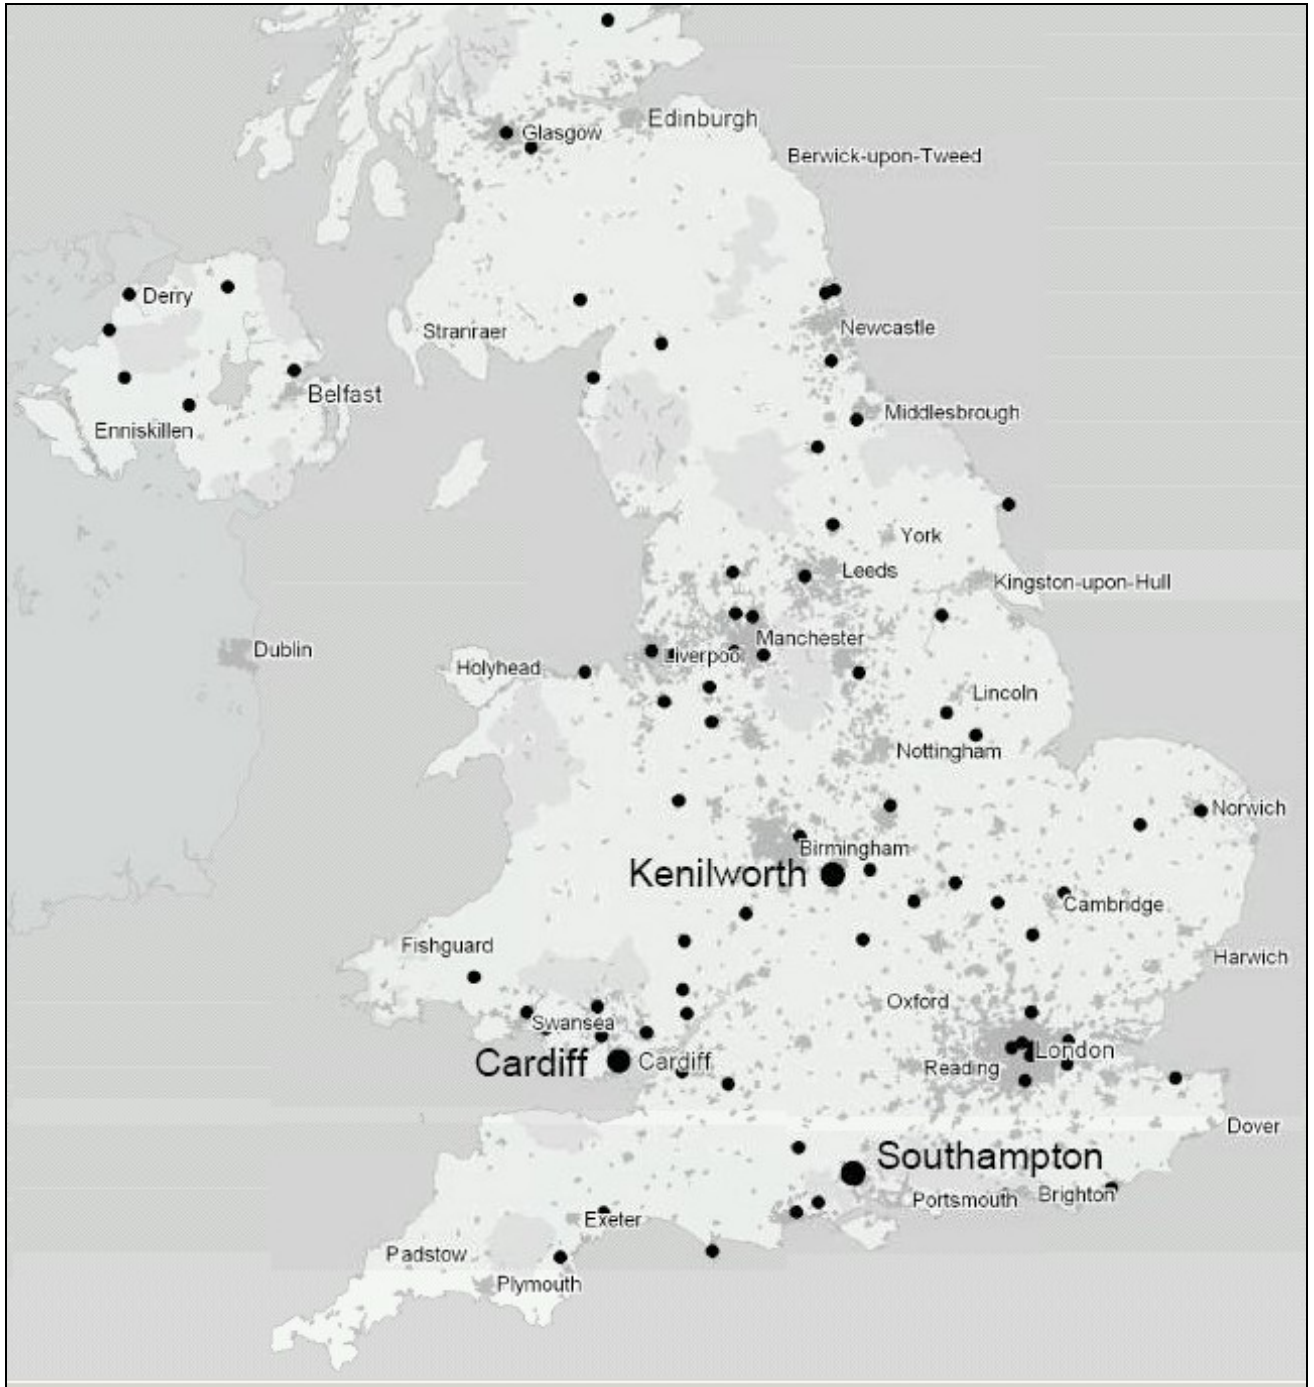 Edinburgh
Glasgow
Berwick-upon-Tweed
Derry
Stranraer
Newcastle
Belfast
Middlesbrough
Enniskillen
York
Leeds
Kingston-upon-Hull
Manchester
Dublin
Liverpool
Holyhead
Lincoln
Nottingham
Norwich
Birmingham
Kenilworth
Cambridge
Fishguard
Harwich
Oxford
Swansea
London
Cardiff Cardiff
Reading
Dover
Southampton
Brighton
Portsmouth
Exeter
Padstow
Plymouth